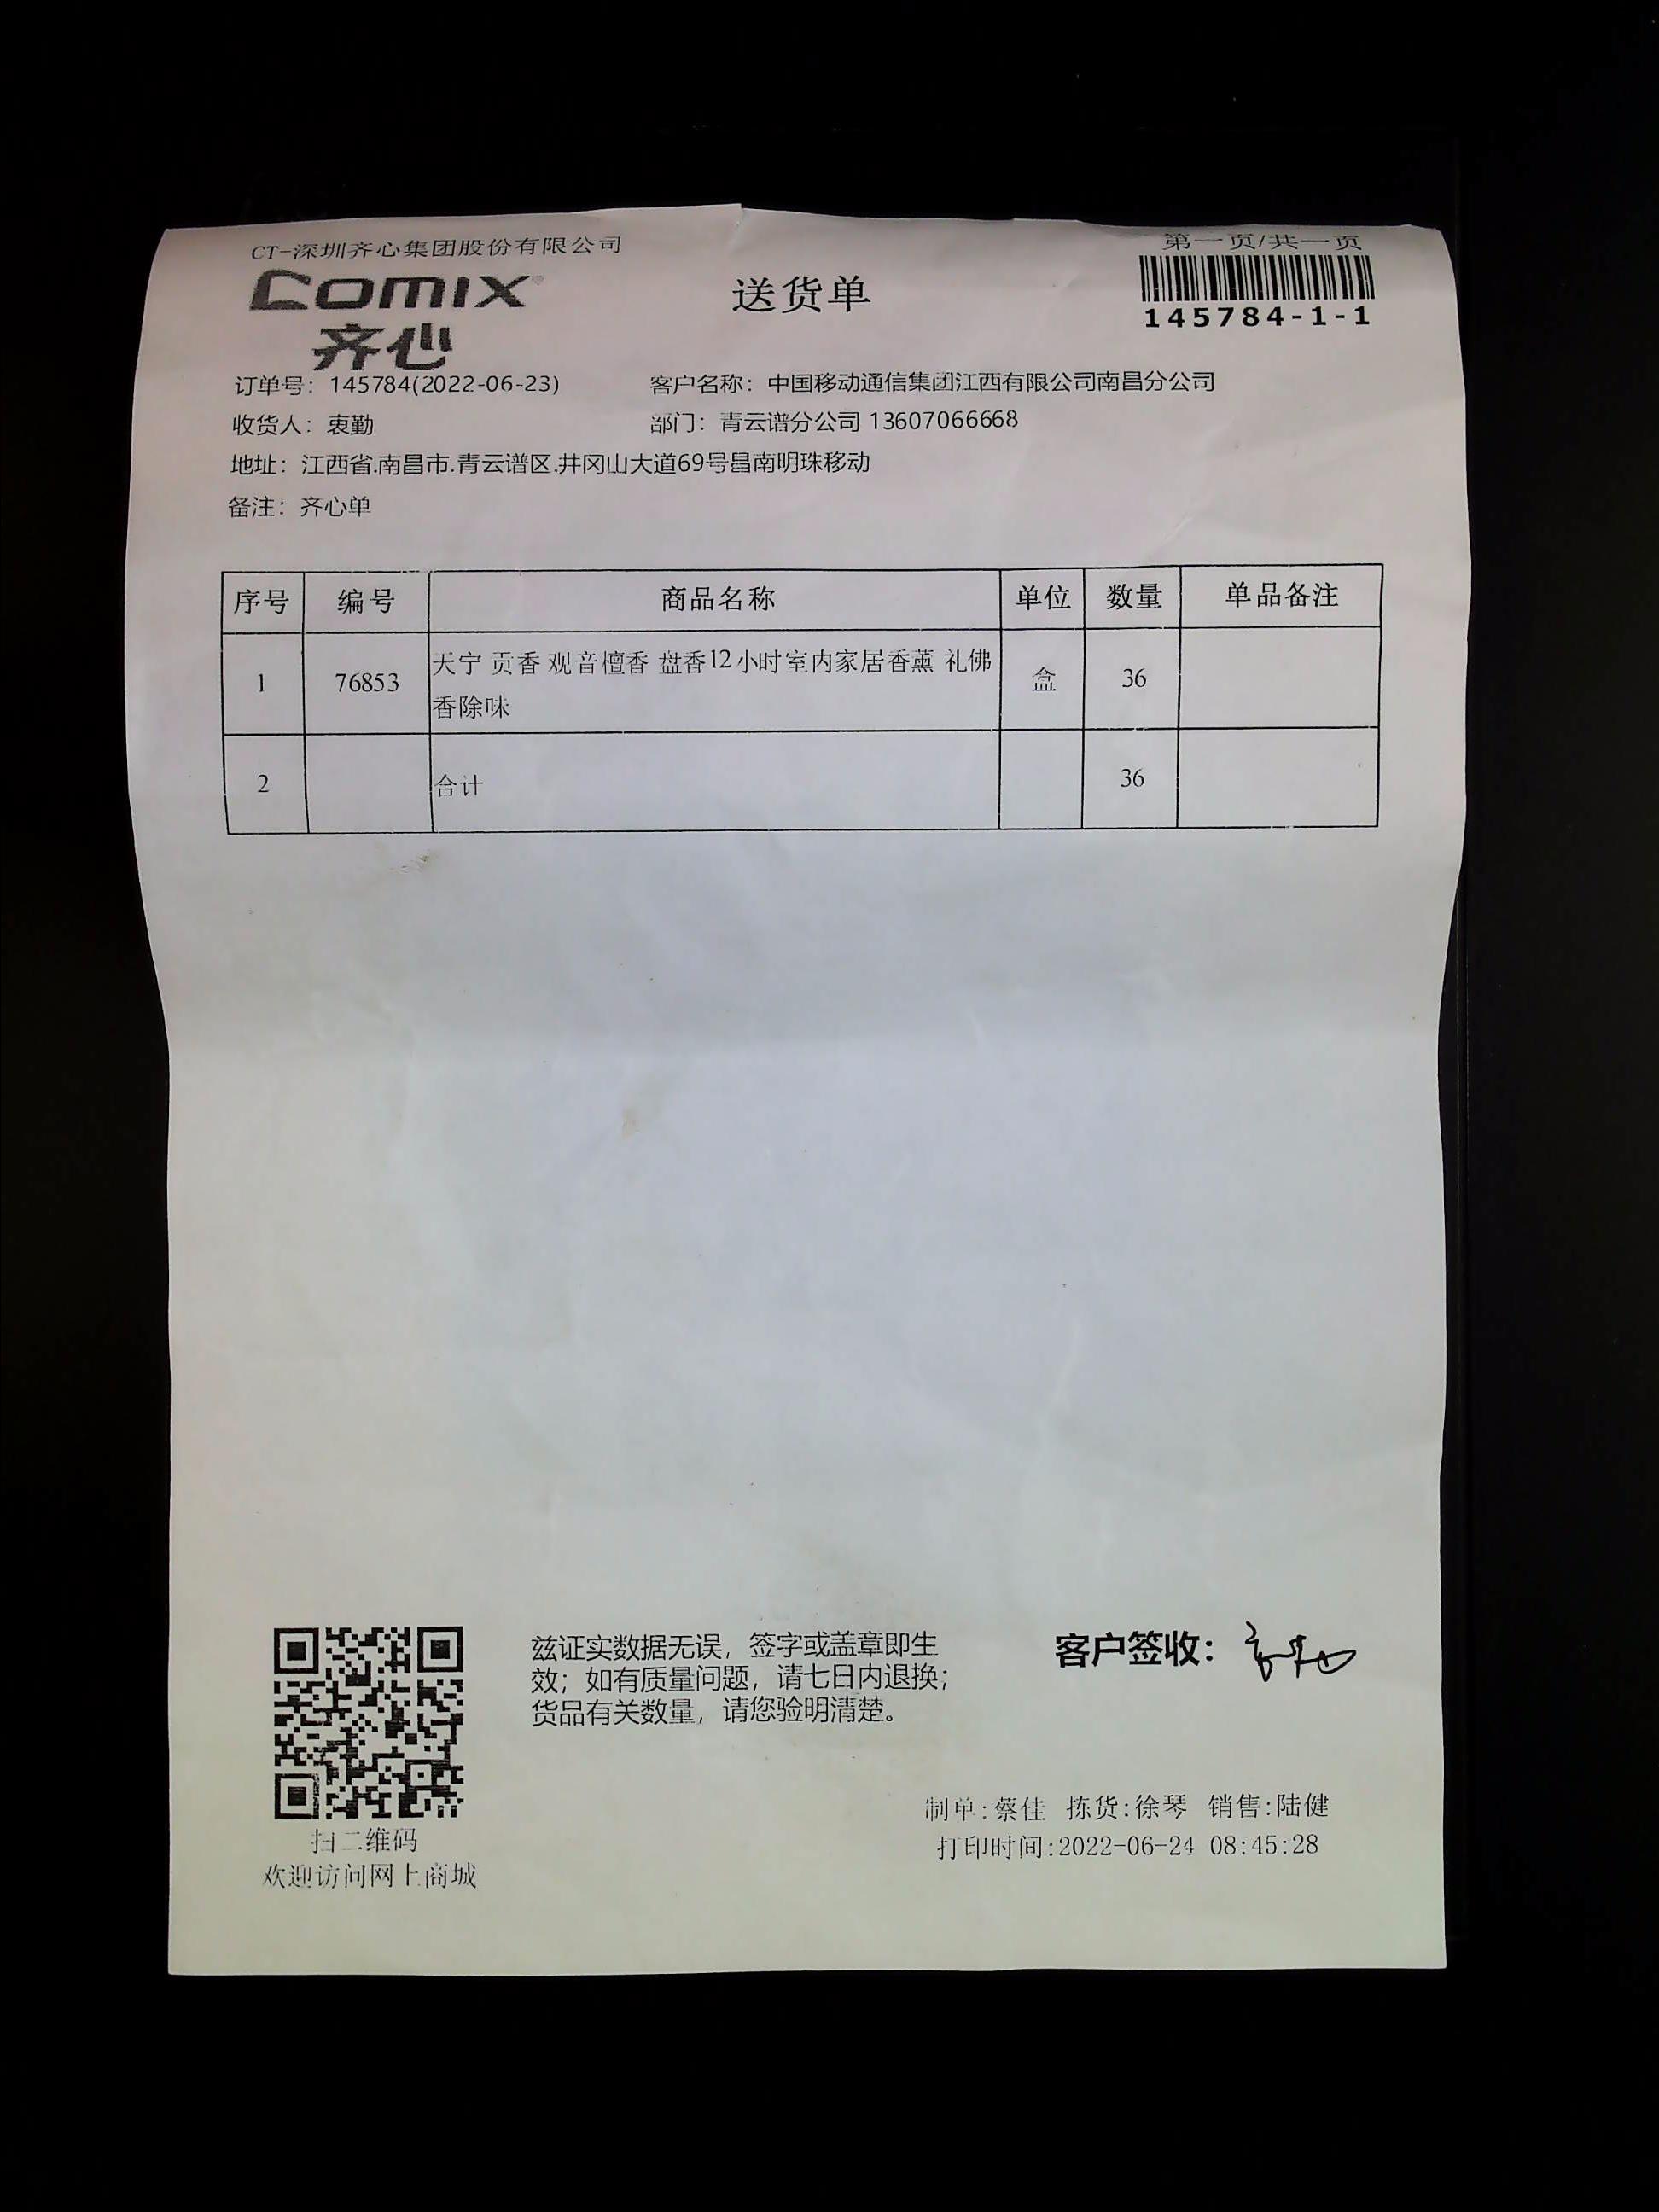 CT-深圳齐心集团股份有限公司
第一页/共一页
COMIX
齐心
送货单
145784-1-1
订单号：145784(2022-06-23)
客户名称：中国移动通信集团江西有限公司南昌分公司
收货人：衷勤
部门：青云谱分公司 13607066668
地址：江西省.南昌市.青云谱区.井冈山大道69号昌南明珠移动
备注：齐心单
序号 编号 商品名称 单位 数量 单品备注
1 76853 天宁 贡香 观音檀香 盘香12小时室内家居香薰 礼佛香除味 盒 36
2 合计 36
兹证实数据无误，签字或盖章即生
效；如有质量问题，请七日内退换；
货品有关数量，请您验明清楚。
客户签收：
扫二维码
欢迎访问网上商城
制单:蔡佳 拣货:徐琴 销售:陆健
打印时间:2022-06-24 08:45:28